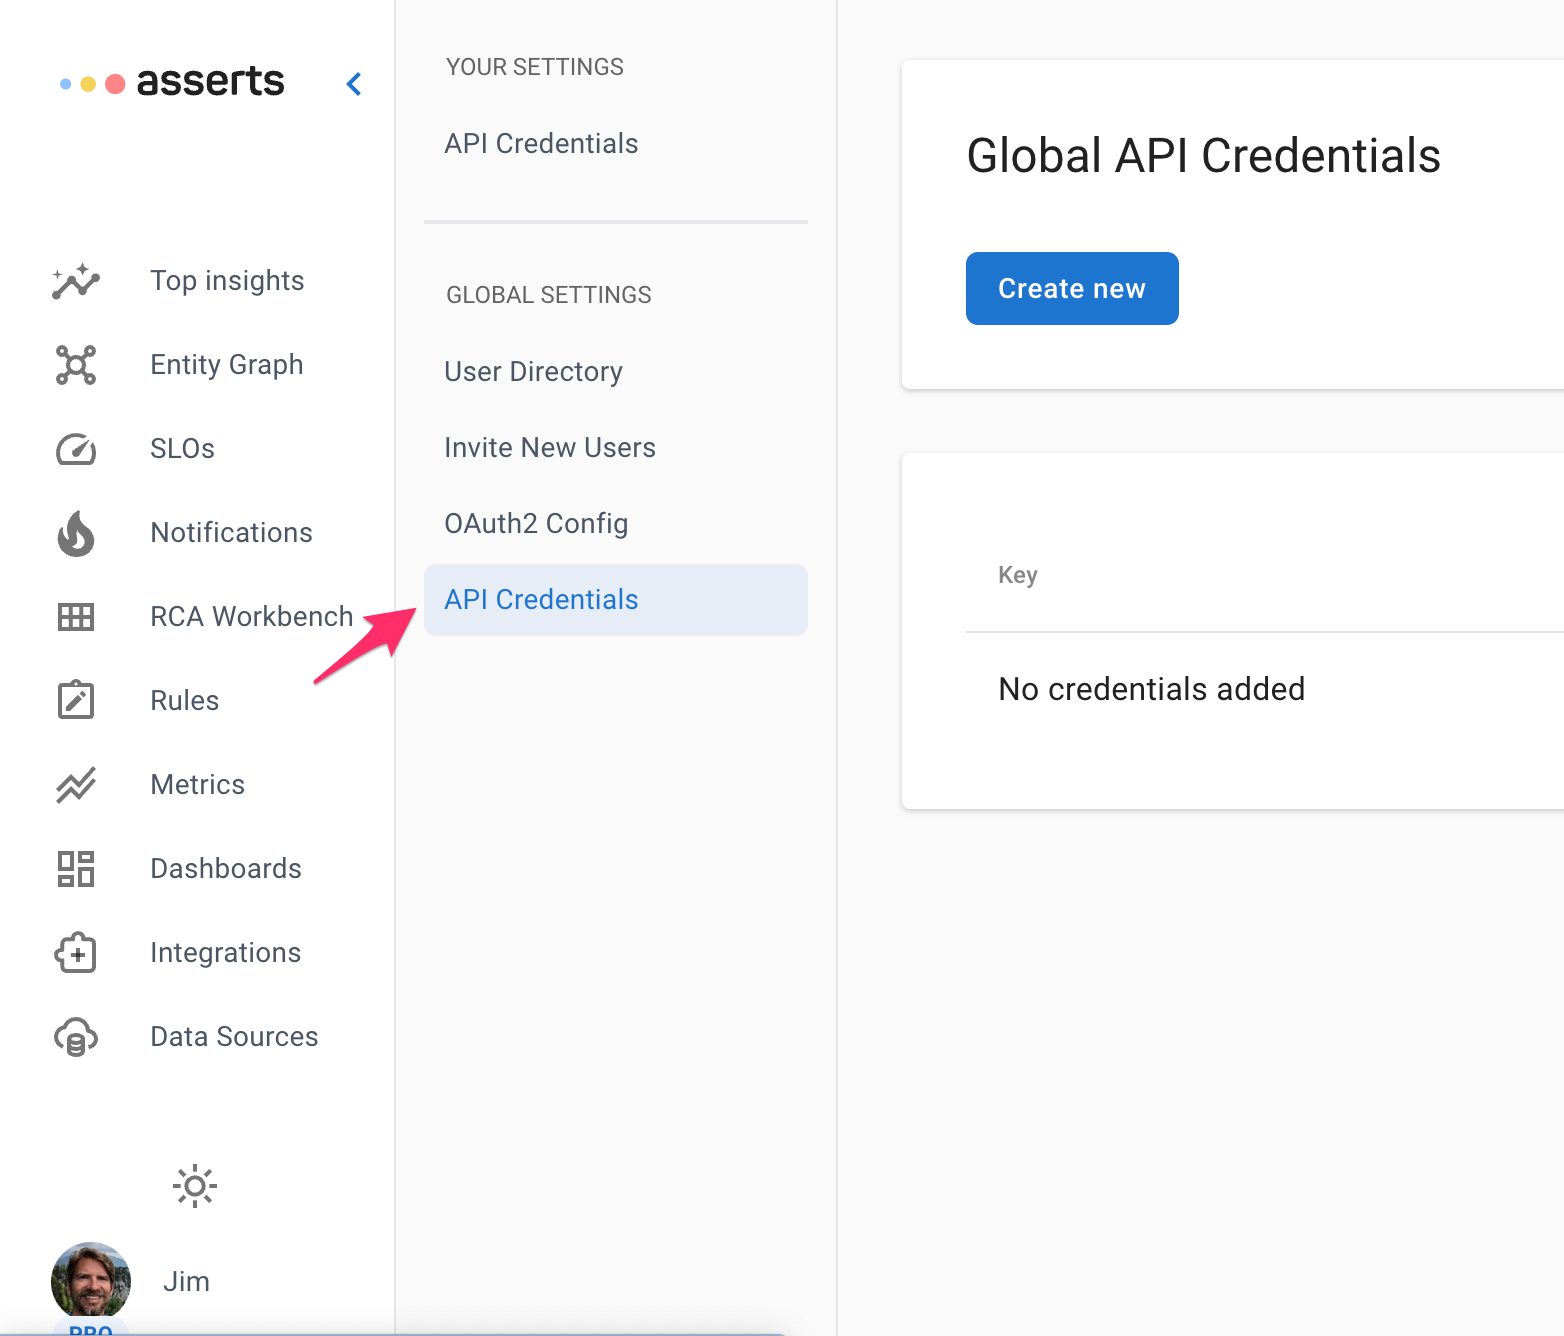 asserts
Top insights
Entity Graph
SLOs
Notifications
RCA Workbench
Rules
Metrics
Dashboards
Integrations
Data Sources
Jim
PRO
YOUR SETTINGS
API Credentials
GLOBAL SETTINGS
User Directory
Invite New Users
OAuth2 Config
API Credentials
Global API Credentials
Create new
Key
No credentials added